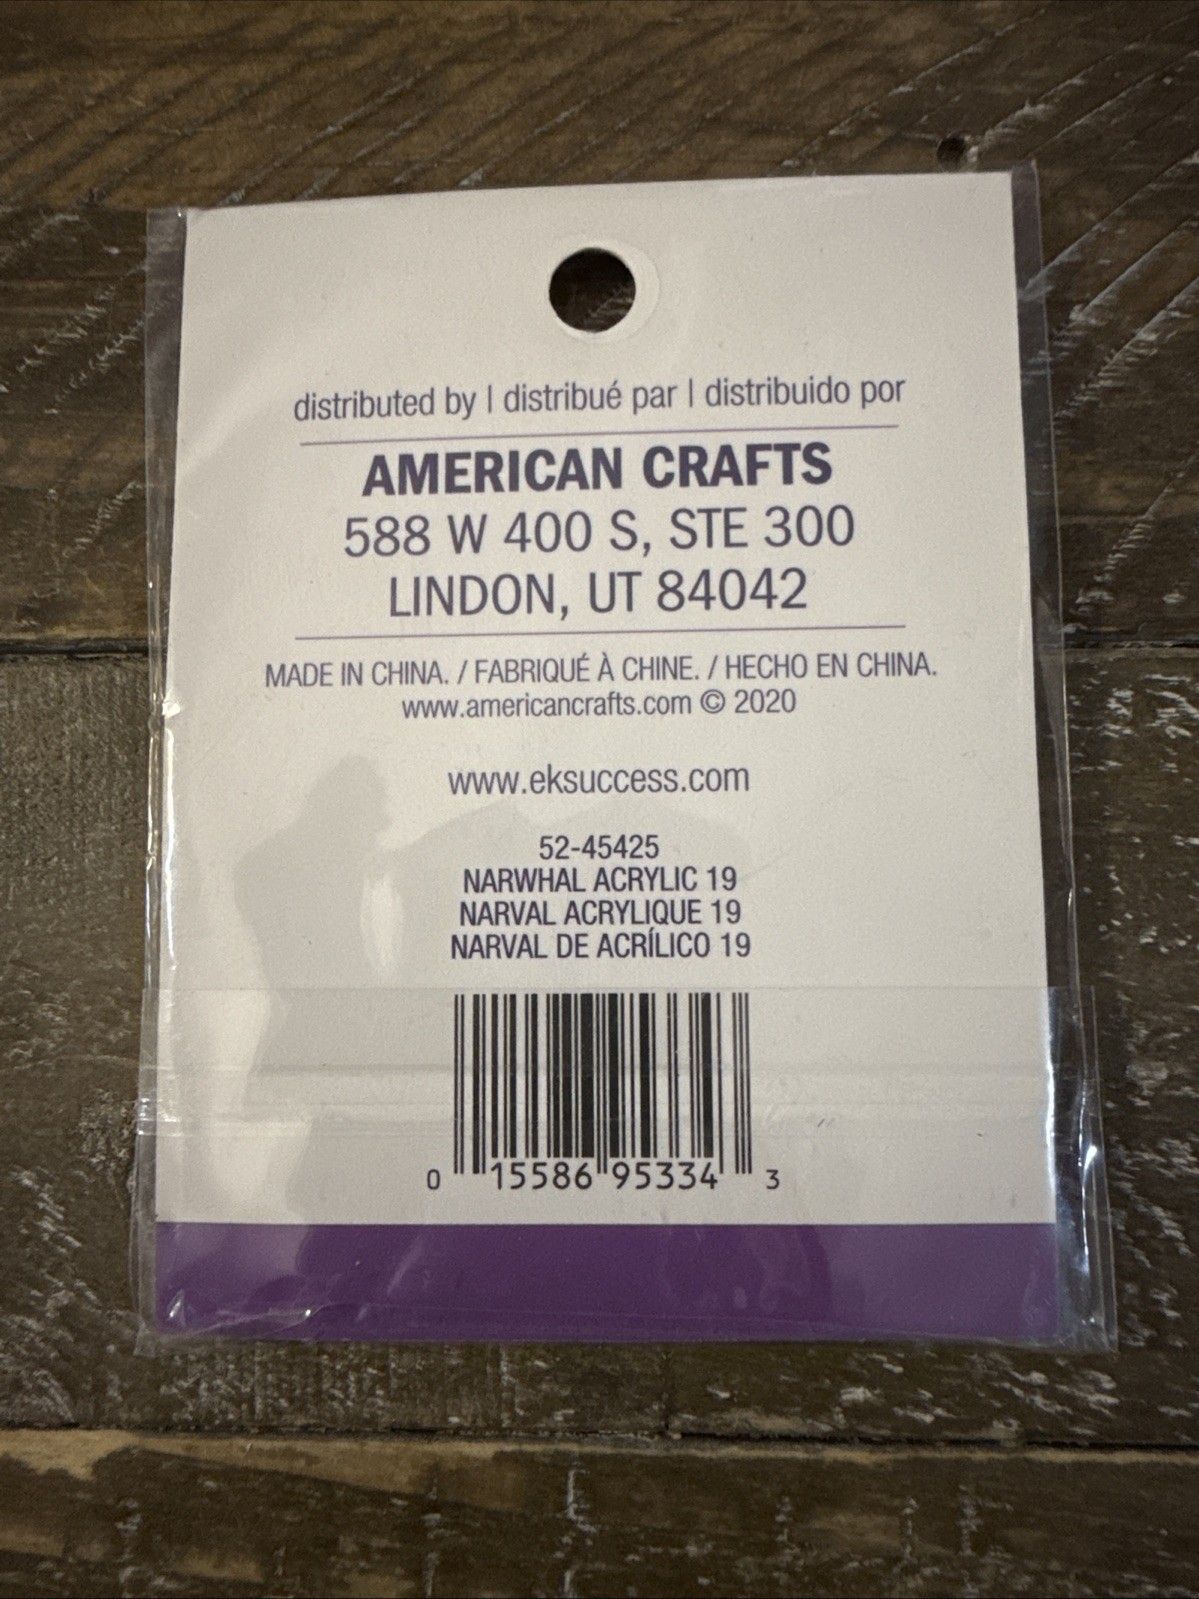 distributed by | distribué par | distribuido por
AMERICAN CRAFTS
588 W 400 S, STE 300
LINDON, UT 84042
MADE IN CHINA. / FABRIQUÉ À CHINE. / HECHO EN CHINA.
www.americancrafts.com © 2020
www.eksuccess.com
52-45425
NARWHAL ACRYLIC 19
NARVAL ACRYLIQUE 19
NARVAL DE ACRÍLICO 19
0 15586 95334 3